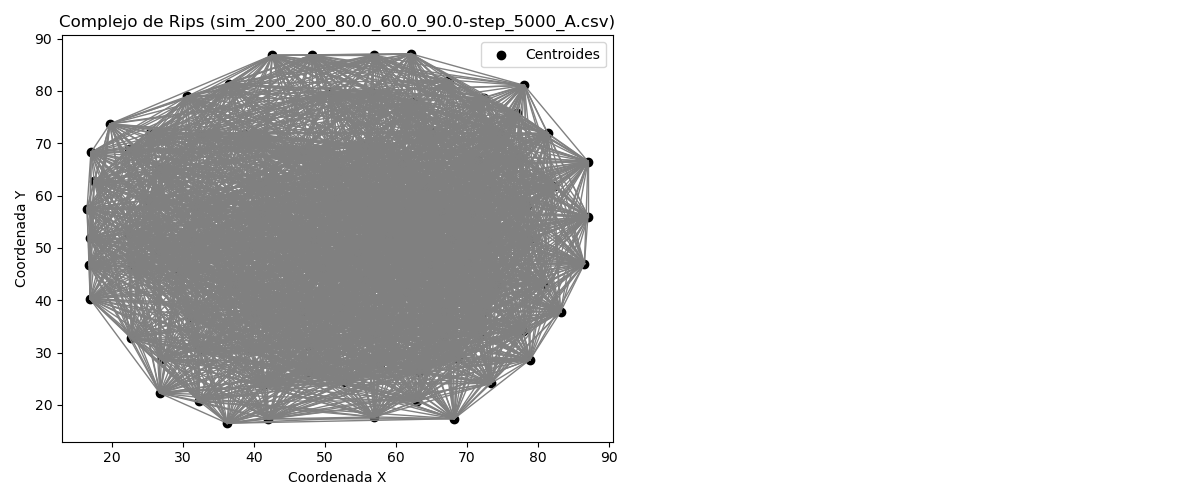 Complejo de Rips (sim_200_200_80.0_60.0_90.0-step_5000_A.csv)
Centroides
90
80
70
60
50
40
30
20
Coordenada Y
20 30 40 50 60 70 80 90
Coordenada X